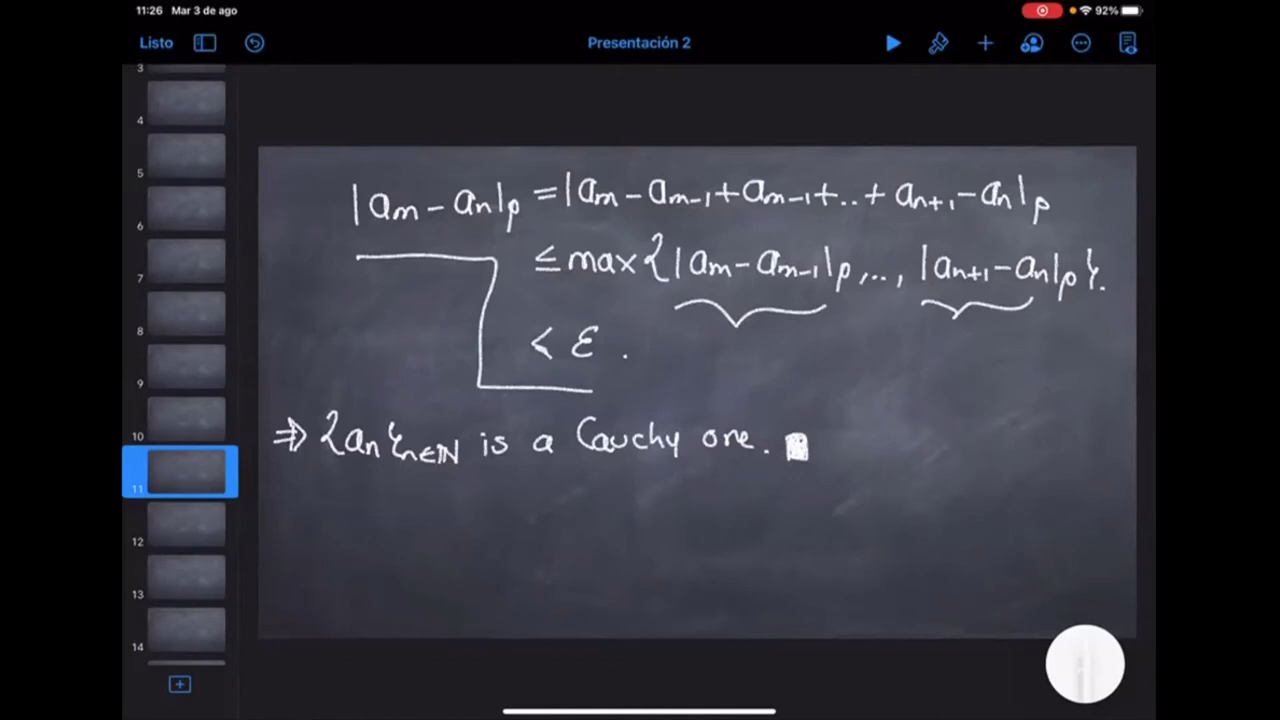 11:26 Mar 3 de ago
92%
Listo
Presentación 2
3
4
5
6
7
8
9
10
11
12
13
14
|am - an|p = |am - am-1 + am-1 + .. + an+1 - an|p
≤ max {|am - am-1|p, ..., |an+1 - an|p}.
< ε .
⇒ {an}n∈ℕ is a Cauchy one.